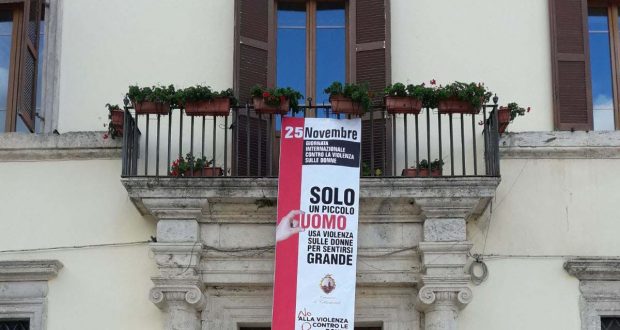 25 Novembre
GIORNATA
INTERNAZIONALE
CONTRO LA VIOLENZA
SULLE DONNE
SOLO
UN PICCOLO
UOMO
USA VIOLENZA
SULLE DONNE
PER SENTIRSI
GRANDE
No
ALLA VIOLENZA
CONTRO LE